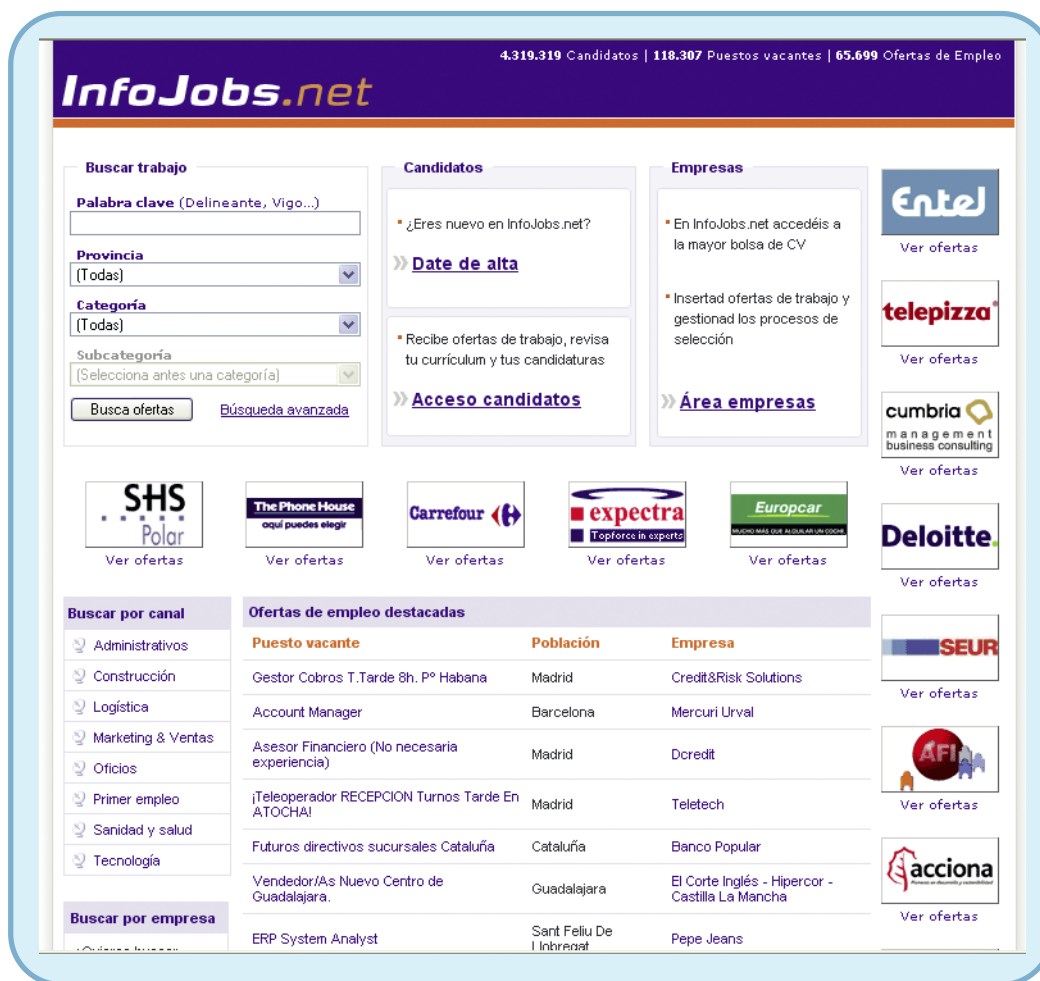 4.319.319 Candidatos | 118.307 Puestos vacantes | 65.699 Ofertas de Empleo
InfoJobs.net
Buscar trabajo
Palabra clave (Delineante, Vigo...)
Provincia
(Todas)
Categoría
(Todas)
Subcategoría
(Selecciona antes una categoría)
Busca ofertas Búsqueda avanzada
Candidatos
¿Eres nuevo en InfoJobs.net?
Date de alta
Recibe ofertas de trabajo, revisa
tu currículum y tus candidaturas
Acceso candidatos
Empresas
En InfoJobs.net accedéis a
la mayor bolsa de CV
Insertad ofertas de trabajo y
gestionad los procesos de
selección
Área empresas
Entel
Ver ofertas
telepizza
Ver ofertas
cumbria
management
business consulting
Ver ofertas
Deloitte.
Ver ofertas
SEUR
Ver ofertas
AFI
Ver ofertas
acciona
Pioneros en desarrollo y sostenibilidad
Ver ofertas
SHS
Polar
Ver ofertas
The Phone House
aquí puedes elegir
Ver ofertas
Carrefour
Ver ofertas
expectra
Topforce in experts
Ver ofertas
Europcar
MUCHO MÁS QUE ALQUILAR UN COCHE
Ver ofertas
Buscar por canal
Administrativos
Construcción
Logística
Marketing & Ventas
Oficios
Primer empleo
Sanidad y salud
Tecnología
Buscar por empresa
Ofertas de empleo destacadas
Puesto vacante Población Empresa
Gestor Cobros T.Tarde 8h. Pº Habana Madrid Credit&Risk Solutions
Account Manager Barcelona Mercuri Urval
Asesor Financiero (No necesaria
experiencia) Madrid Dcredit
¡Teleoperador RECEPCION Turnos Tarde En
ATOCHA! Madrid Teletech
Futuros directivos sucursales Cataluña Cataluña Banco Popular
Vendedor/As Nuevo Centro de
Guadalajara. Guadalajara El Corte Inglés - Hipercor -
Castilla La Mancha
ERP System Analyst Sant Feliu De
Llobregat Pepe Jeans